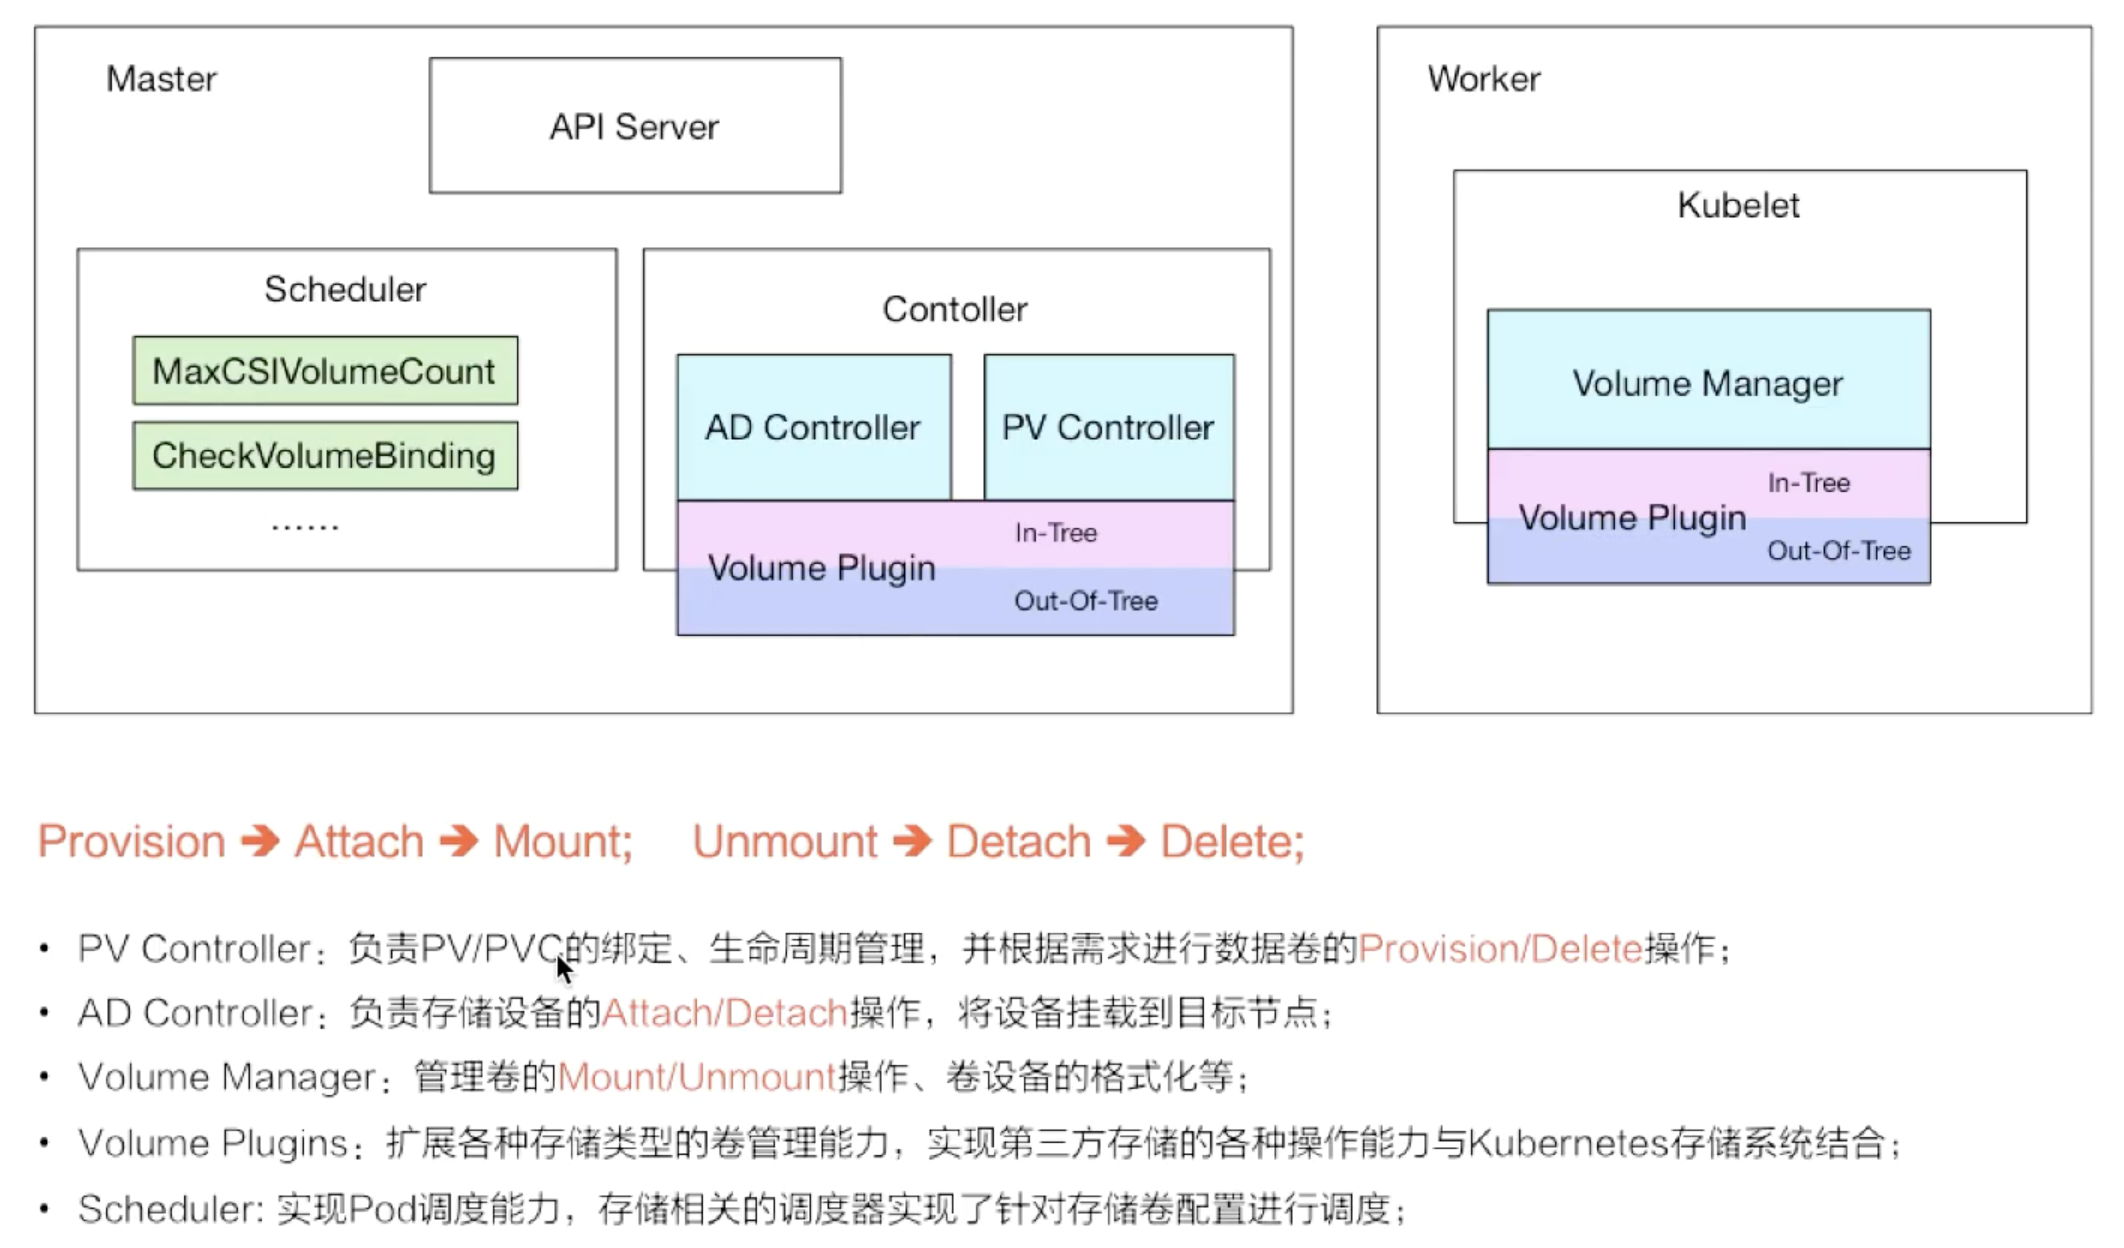 Master
API Server
Scheduler
MaxCSIVolumeCount
CheckVolumeBinding
......
Contoller
AD Controller
PV Controller
Volume Plugin
In-Tree
Out-Of-Tree
Worker
Kubelet
Volume Manager
Volume Plugin
In-Tree
Out-Of-Tree
Provision ➔ Attach ➔ Mount; Unmount ➔ Detach ➔ Delete;
• PV Controller：负责PV/PVC的绑定、生命周期管理，并根据需求进行数据卷的Provision/Delete操作；
• AD Controller：负责存储设备的Attach/Detach操作，将设备挂载到目标节点；
• Volume Manager：管理卷的Mount/Unmount操作、卷设备的格式化等；
• Volume Plugins：扩展各种存储类型的卷管理能力，实现第三方存储的各种操作能力与Kubernetes存储系统结合；
• Scheduler: 实现Pod调度能力，存储相关的调度器实现了针对存储卷配置进行调度；